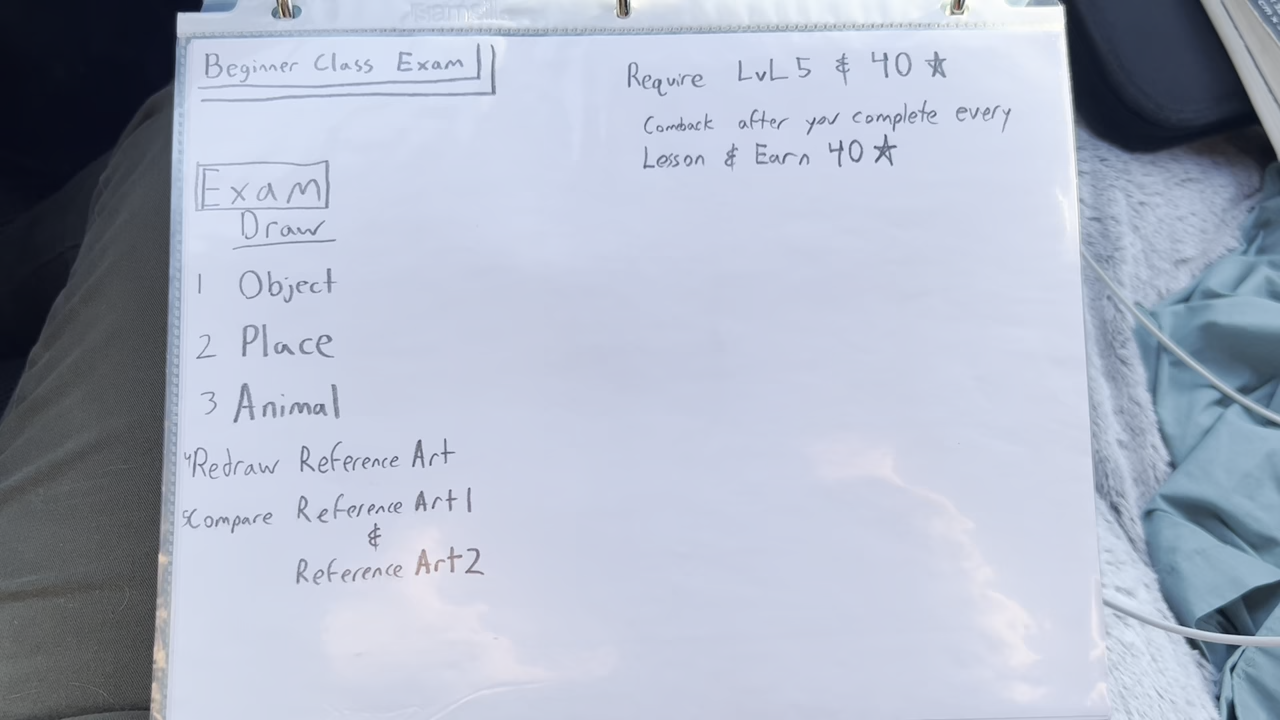 Beginner Class Exam
Require LvL 5 & 40 ★
Comback after you complete every
Lesson & Earn 40 ★
Exam
Draw
1 Object
2 Place
3 Animal
4 Redraw Reference Art
5 Compare Reference Art 1
&
Reference Art 2